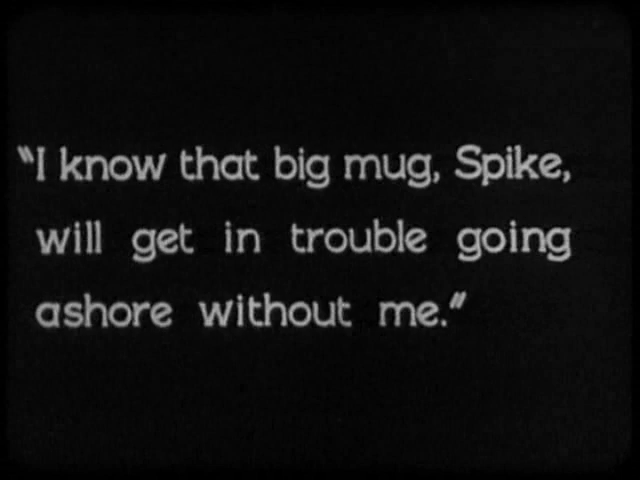 "I know that big mug, Spike,
will get in trouble going
ashore without me."